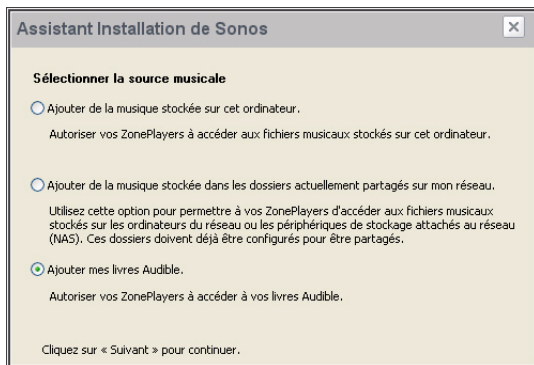 Assistant Installation de Sonos
Sélectionner la source musicale
Ajouter de la musique stockée sur cet ordinateur.
Autoriser vos ZonePlayers à accéder aux fichiers musicaux stockés sur cet ordinateur.
Ajouter de la musique stockée dans les dossiers actuellement partagés sur mon réseau.
Utilisez cette option pour permettre à vos ZonePlayers d'accéder aux fichiers musicaux
stockés sur les ordinateurs du réseau ou les périphériques de stockage attachés au réseau
(NAS). Ces dossiers doivent déjà être configurés pour être partagés.
Ajouter mes livres Audible.
Autoriser vos ZonePlayers à accéder à vos livres Audible.
Cliquez sur « Suivant » pour continuer.